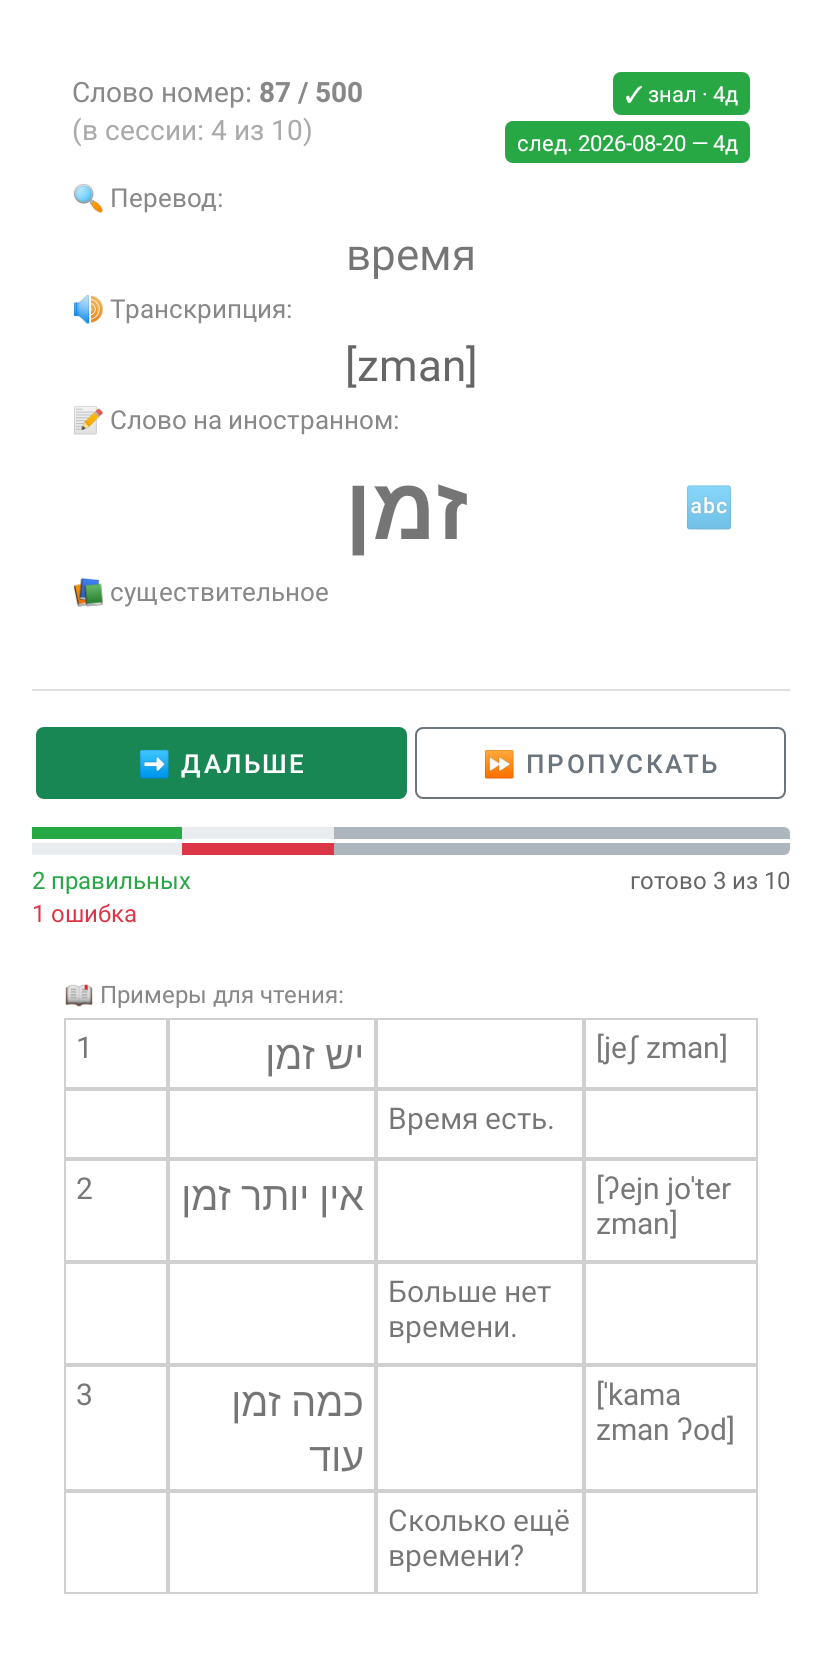 Слово номер: 87 / 500
(в сессии: 4 из 10)
✓ знал · 4д
след. 2026-08-20 — 4д
🔍 Перевод:
время
🔊 Транскрипция:
[zman]
📝 Слово на иностранном:
זמן
abc
📚 существительное
➡️ ДАЛЬШЕ
⏩ ПРОПУСКАТЬ
2 правильных
готово 3 из 10
1 ошибка
📖 Примеры для чтения:
1
יש זמן
[jeʃ zman]
Время есть.
2
אין יותר זמן
[ʔejn jo'ter
zman]
Больше нет
времени.
3
כמה זמן
עוד
['kama
zman ʔod]
Сколько ещё
времени?